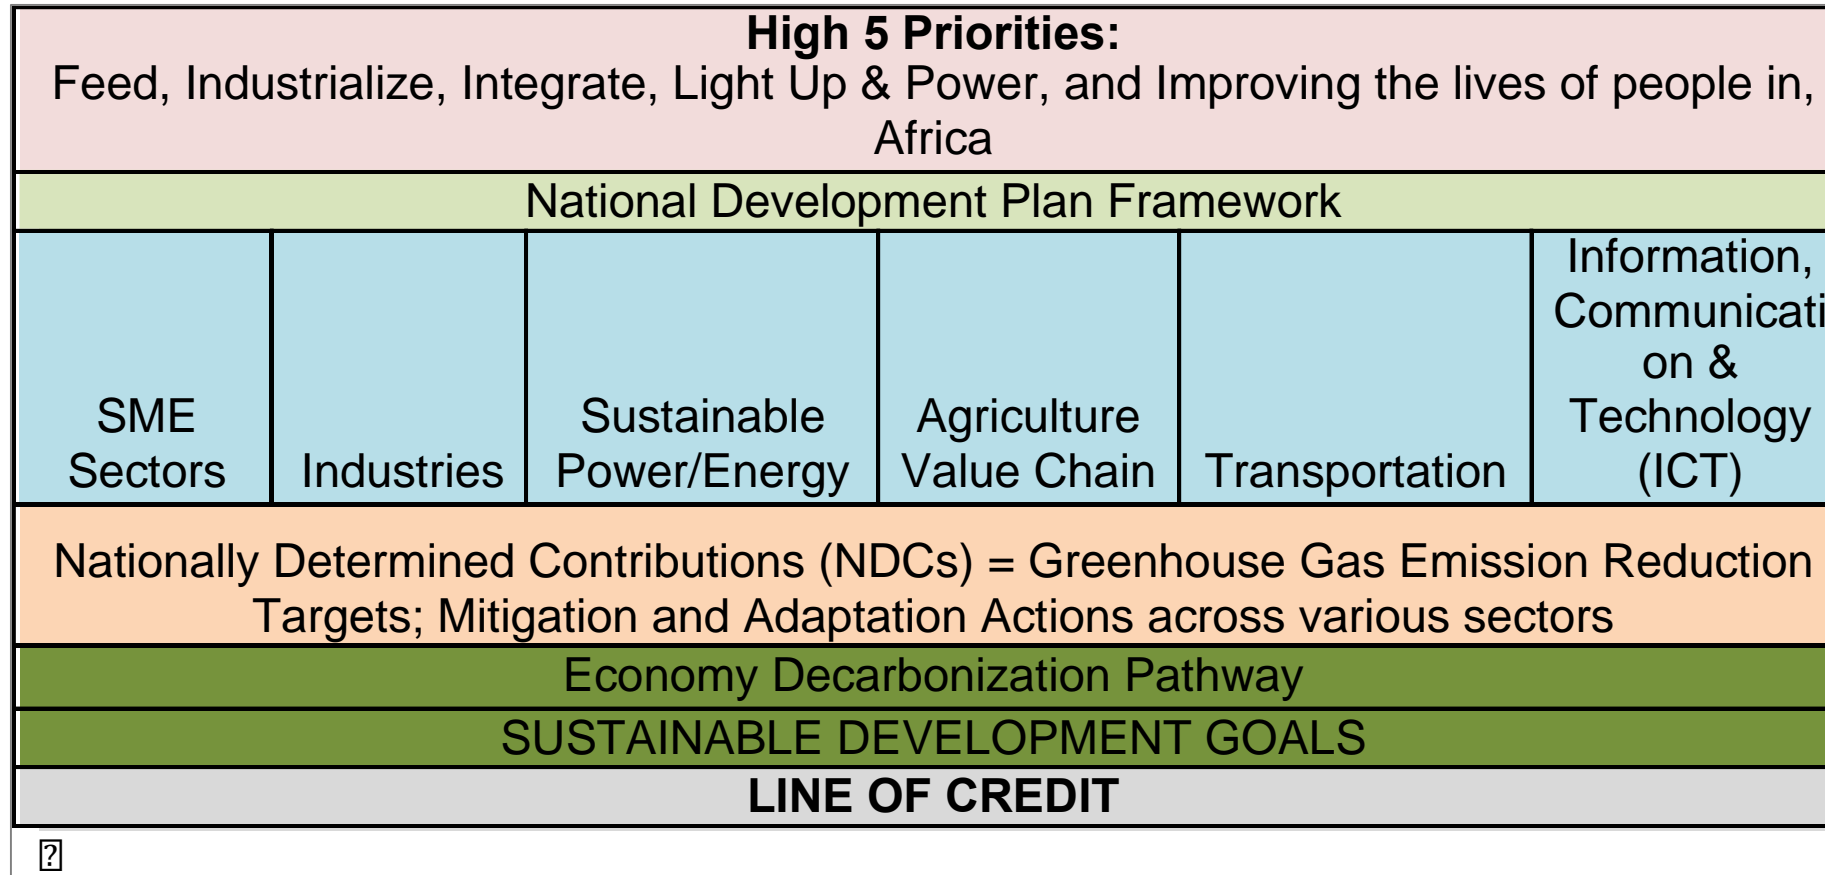 High 5 Priorities:
Feed, Industrialize, Integrate, Light Up & Power, and Improving the lives of people in,
Africa
National Development Plan Framework
SME
Sectors
Industries
Sustainable
Power/Energy
Agriculture
Value Chain
Transportation
Information,
Communicati
on &
Technology
(ICT)
Nationally Determined Contributions (NDCs) = Greenhouse Gas Emission Reduction
Targets; Mitigation and Adaptation Actions across various sectors
Economy Decarbonization Pathway
SUSTAINABLE DEVELOPMENT GOALS
LINE OF CREDIT